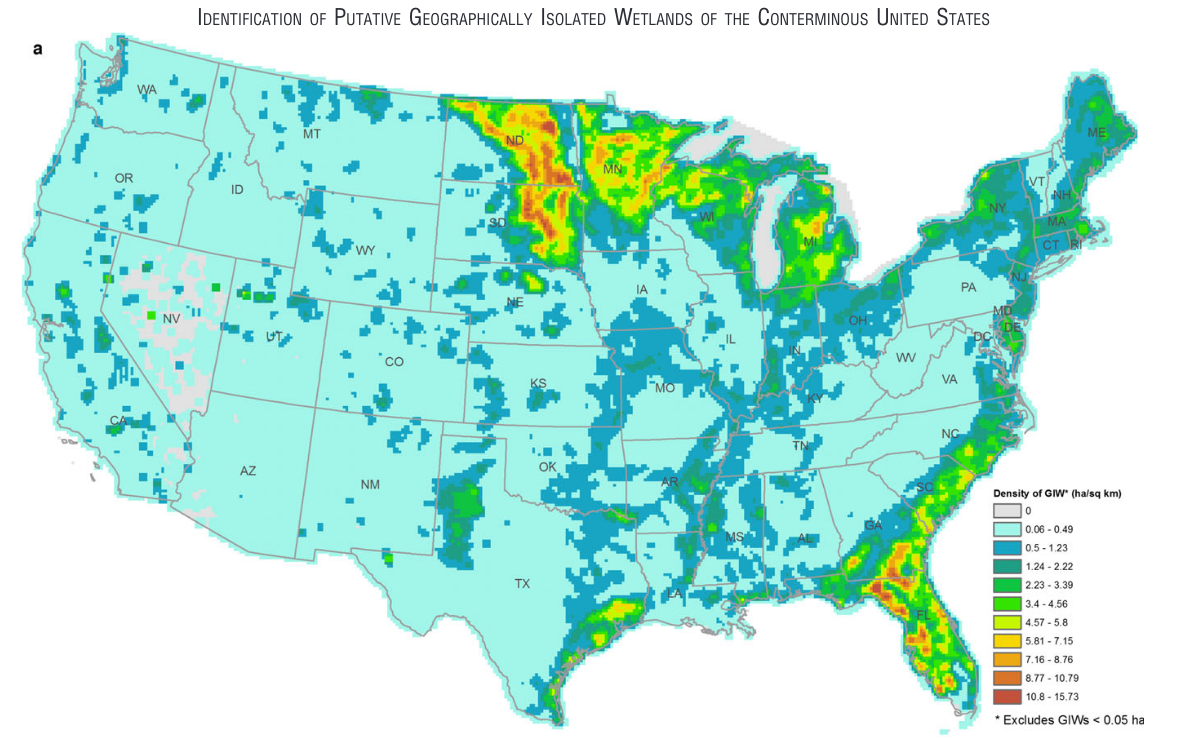 Identification of Putative Geographically Isolated Wetlands of the Conterminous United States
a
WA
MT
ND
MN
ME
OR
ID
SD
WI
MI
VT
NH
NY
MA
CT RI
WY
NE
IA
PA
NJ
NV
UT
CO
IL
IN
OH
MD
DE
DC
WV
VA
KS
MO
KY
CA
NC
TN
AZ
NM
OK
AR
SC
MS
AL
GA
TX
LA
FL
Density of GIW* (ha/sq km)
0
0.06 - 0.49
0.5 - 1.23
1.24 - 2.22
2.23 - 3.39
3.4 - 4.56
4.57 - 5.8
5.81 - 7.15
7.16 - 8.76
8.77 - 10.79
10.8 - 15.73
* Excludes GIWs < 0.05 ha